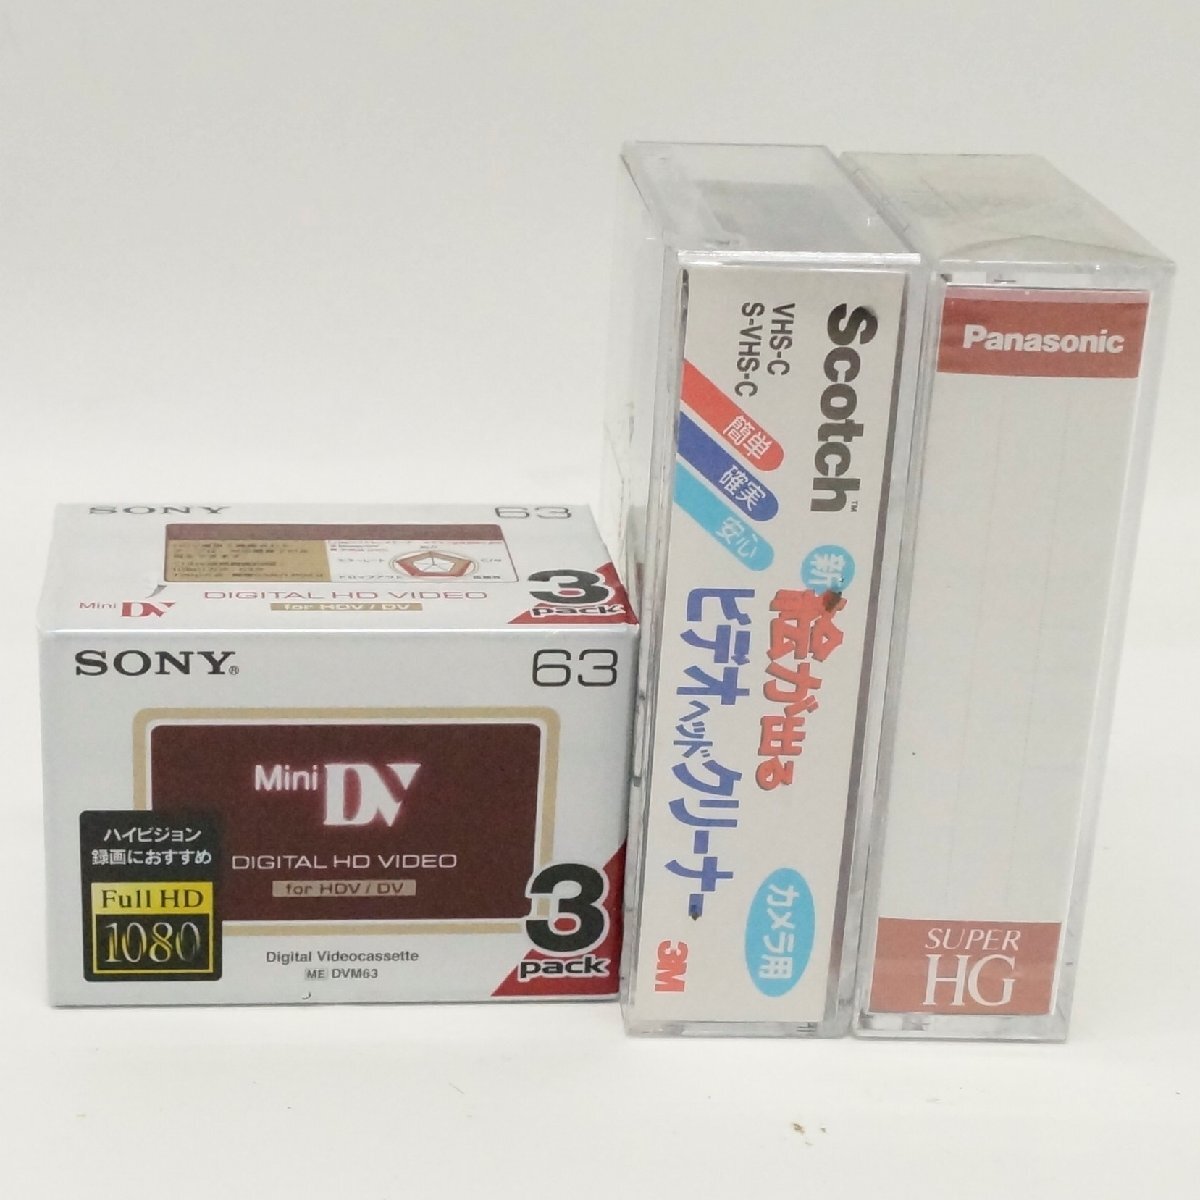 SONY 63
Mini DV
DIGITAL HD VIDEO
for HDV / DV
3 pack
SONY® 63
Mini DV
DIGITAL HD VIDEO
for HDV / DV
ハイビジョン
録画におすすめ
Full HD
1080
3 pack
Digital Videocassette
ME DVM63
Scotch™
VHS-C
S-VHS-C
簡単
確実
安心
新
絵が出る
ビデオヘッドクリーナー
カメラ用
3M
Panasonic
SUPER
HG